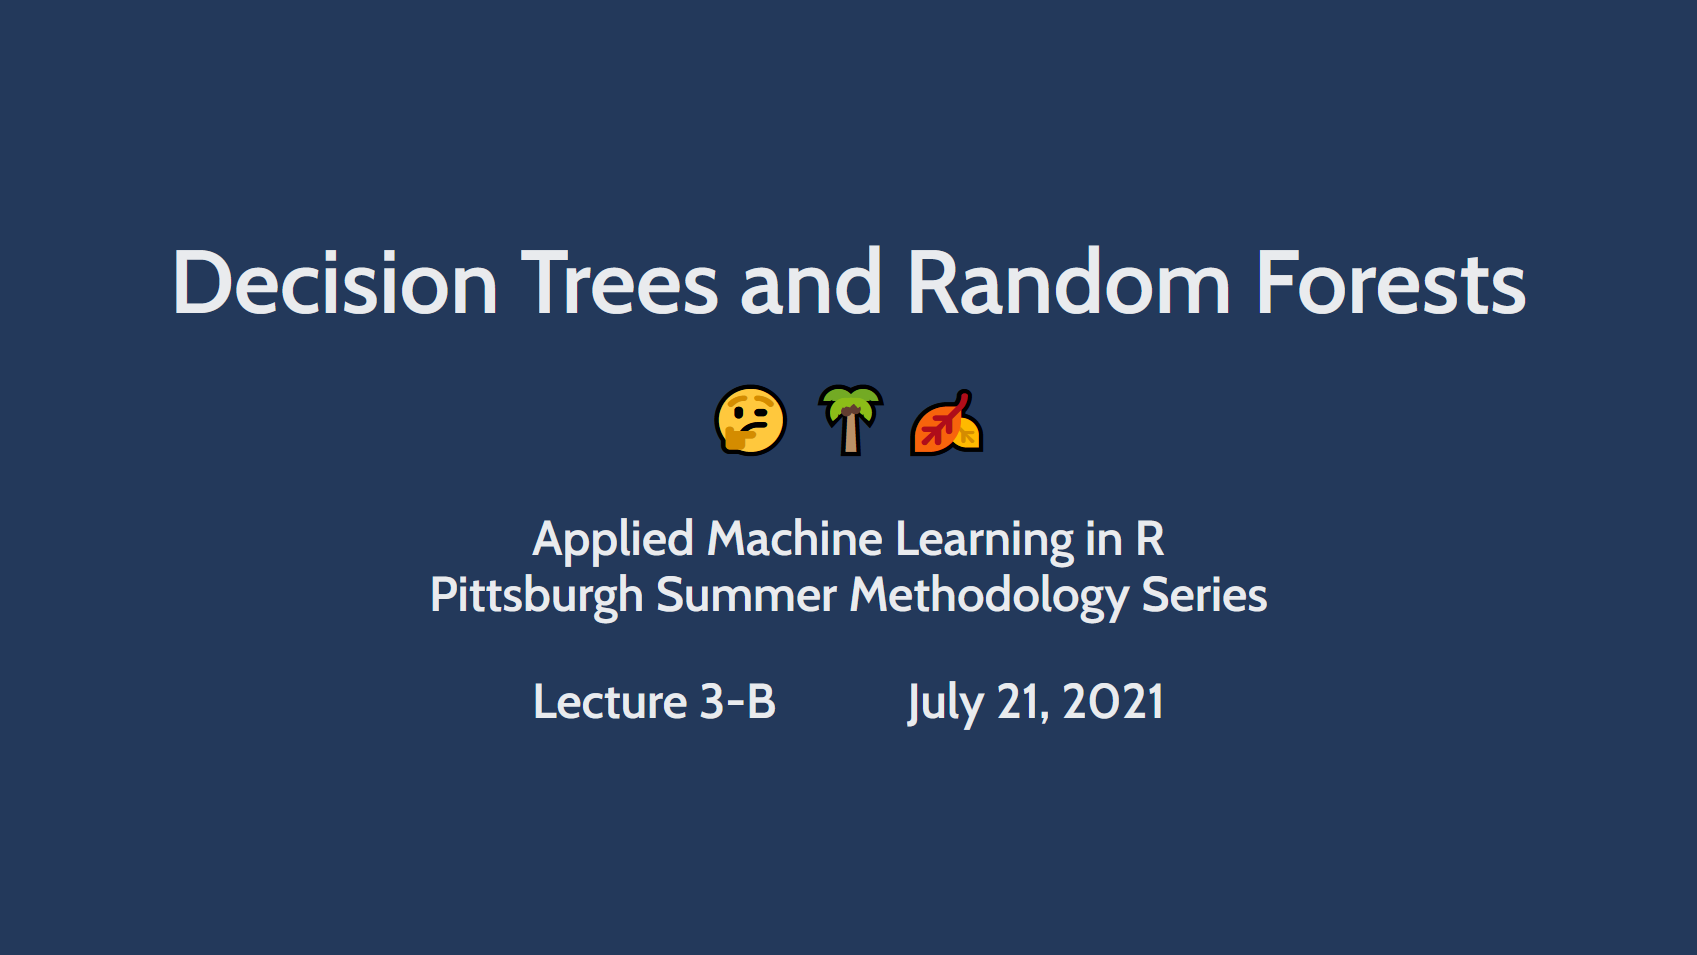 Decision Trees and Random Forests
Applied Machine Learning in R
Pittsburgh Summer Methodology Series
Lecture 3-B July 21, 2021